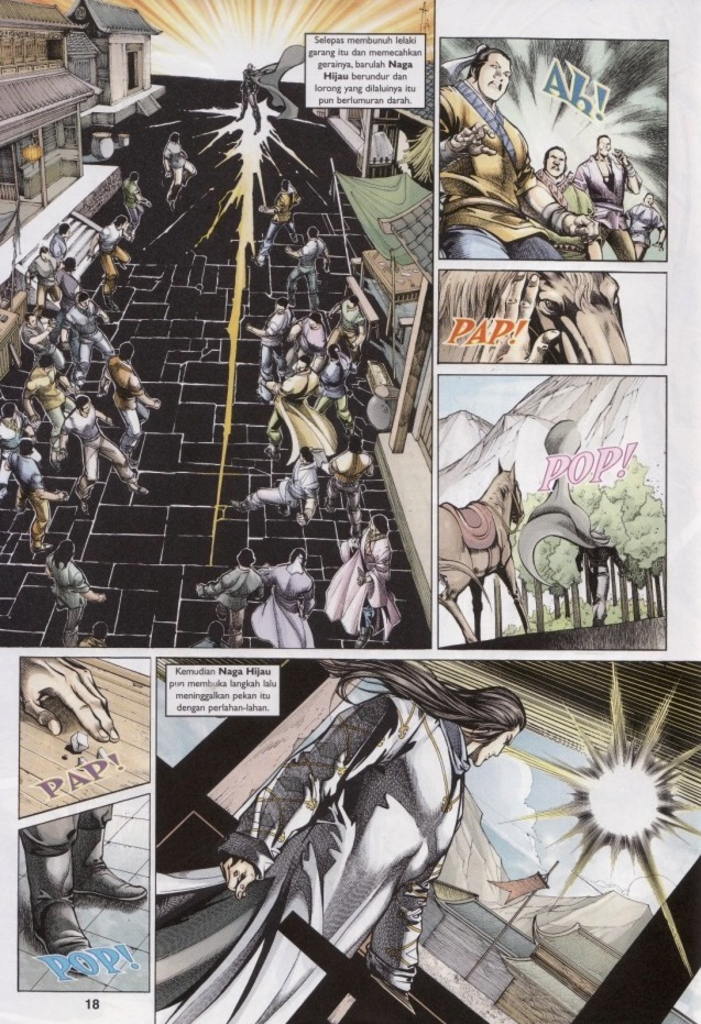 Selepas membunuh lelaki
garang itu dan memecahkan
gerainya, barulah Naga
Hijau berundur dan
lorong yang dilaluinya itu
pun berlumuran darah.
AH!
PAP!
POP!
PAP!
POP!
Kemudian Naga Hijau
pun membuka langkah lalu
meninggalkan pekan itu
dengan perlahan-lahan.
18